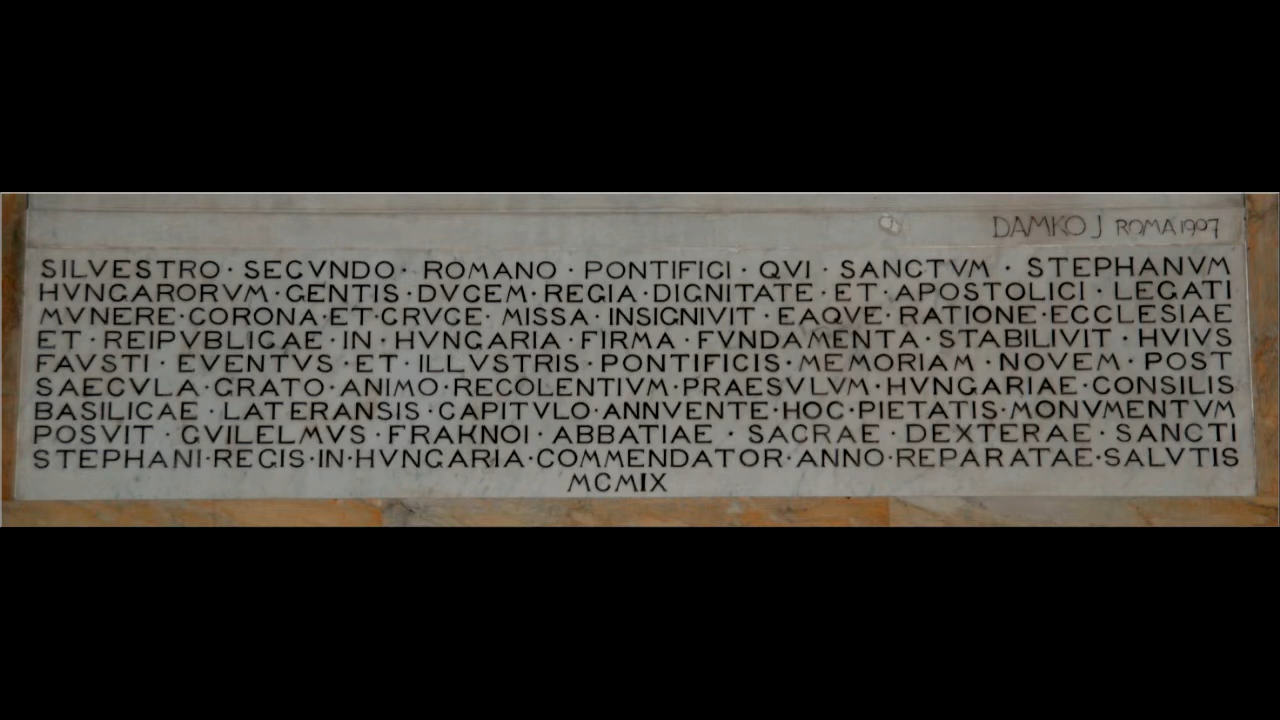 DAMKO J ROMA 1907
SILVESTRO · SECVNDO · ROMANO · PONTIFICI · QVI · SANCTVM · STEPHANVM
HVNGARORVM · GENTIS · DVCEM · REGIA · DIGNITATE · ET · APOSTOLICI · LEGATI
MVNERE · CORONA · ET · CRVCE · MISSA · INSIGNIVIT · EAQVE · RATIONE · ECCLESIAE
ET · REIPVBLICAE · IN · HVNGARIA · FIRMA · FVNDAMENTA · STABILIVIT · HVIVS
FAVSTI · EVENTVS · ET · ILLVSTRIS · PONTIFICIS · MEMORIAM · NOVEM · POST
SAECVLA · GRATO · ANIMO · RECOLENTIVM · PRAESVLVM · HVNGARIAE · CONSILIS
BASILICAE · LATERANSIS · CAPITVLO · ANNVENTE · HOC · PIETATIS · MONVMENTVM
POSVIT · GVILELMVS · FRAKNOI · ABBATIAE · SACRAE · DEXTERAE · SANCTI
STEPHANI · REGIS · IN · HVNGARIA · COMMENDATOR · ANNO · REPARATAE · SALVTIS
MCMIX